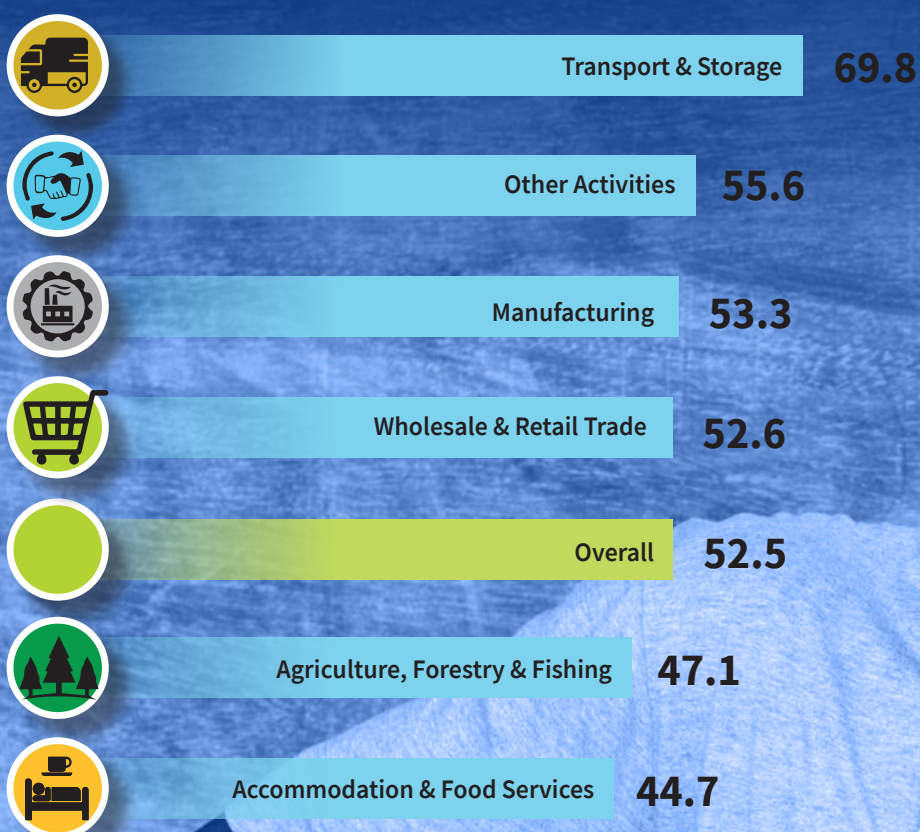 Transport & Storage 69.8
Other Activities 55.6
Manufacturing 53.3
Wholesale & Retail Trade 52.6
Overall 52.5
Agriculture, Forestry & Fishing 47.1
Accommodation & Food Services 44.7